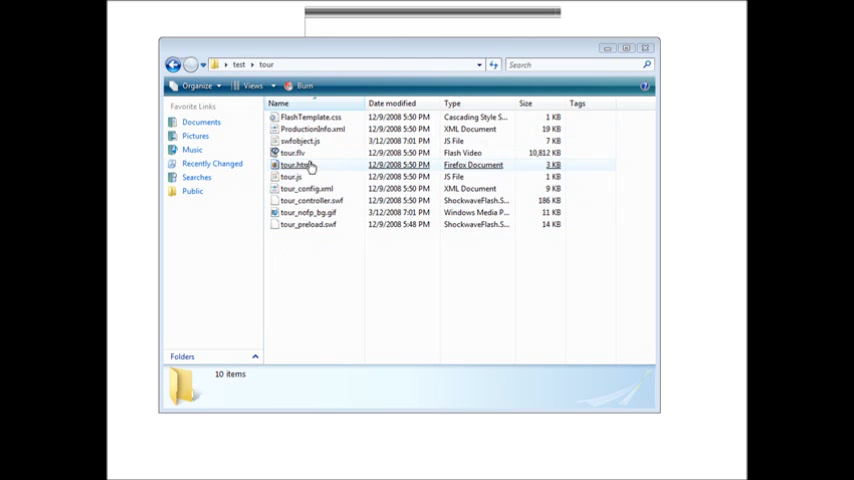 test tour Search
Organize Views Burn
Favorite Links
Documents
Pictures
Music
Recently Changed
Searches
Public
Folders
Name Date modified Type Size Tags
FlashTemplate.css 12/9/2008 5:50 PM Cascading Style S... 1 KB
ProductionInfo.xml 12/9/2008 5:50 PM XML Document 19 KB
swfobject.js 3/12/2008 7:01 PM JS File 7 KB
tour.flv 12/9/2008 5:50 PM Flash Video 10,812 KB
12/9/2008 5:50 PM Firefox Document 3 KB
tour.js 12/9/2008 5:50 PM JS File 1 KB
tour_config.xml 12/9/2008 5:50 PM XML Document 9 KB
tour_controller.swf 12/9/2008 5:50 PM ShockwaveFlash.S... 186 KB
tour_nofp_bg.gif 3/12/2008 7:01 PM Windows Media P... 11 KB
tour_preload.swf 12/9/2008 5:48 PM ShockwaveFlash.S... 14 KB
10 items